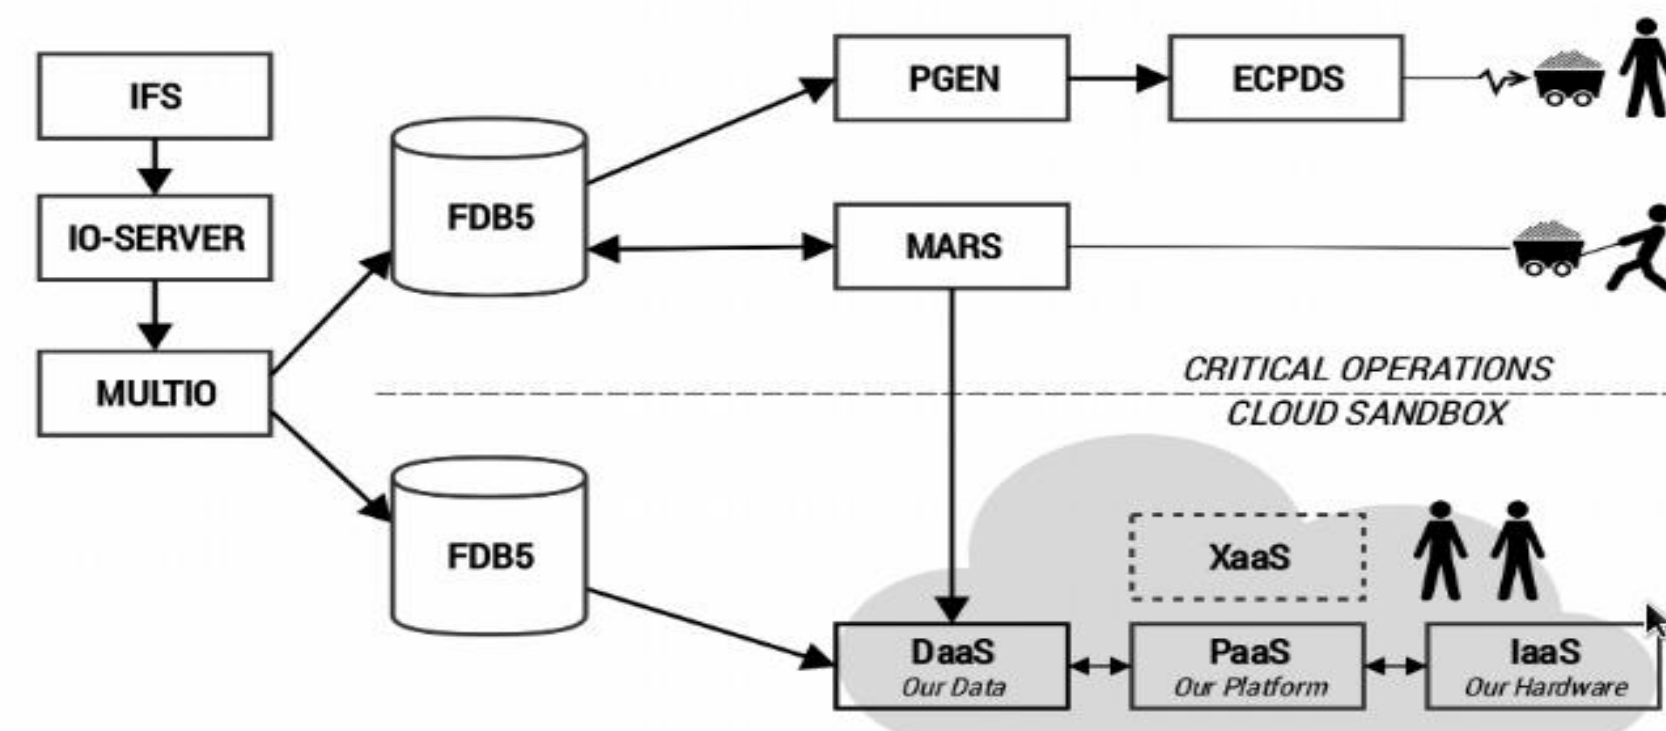 IFS
IO-SERVER
MULTIO
FDB5
PGEN
ECPDS
MARS
CRITICAL OPERATIONS
CLOUD SANDBOX
FDB5
XaaS
DaaS
Our Data
PaaS
Our Platform
IaaS
Our Hardware